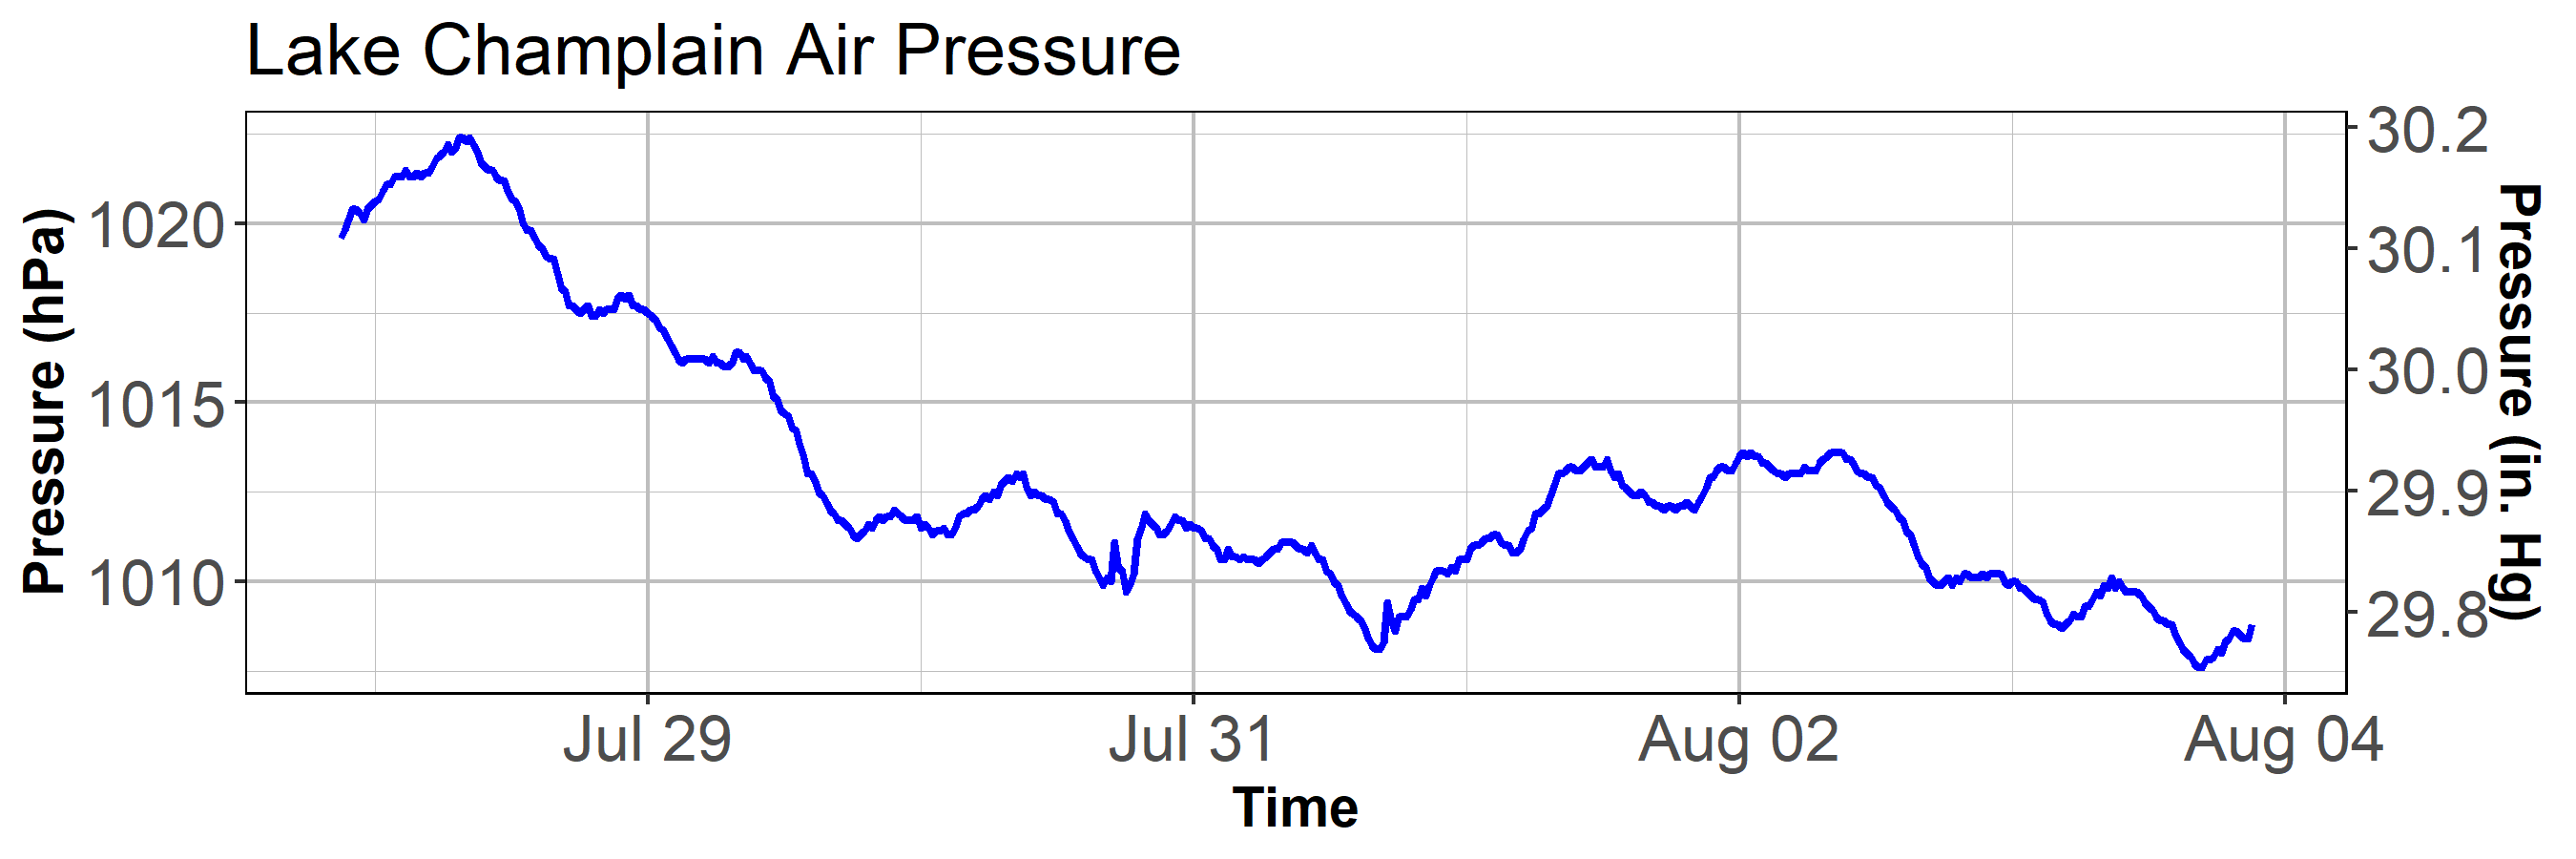 Lake Champlain Air Pressure
Pressure (hPa)
1020
1015
1010
30.2
30.1
30.0
29.9
29.8
Pressure (in. Hg)
Jul 29
Jul 31
Aug 02
Aug 04
Time